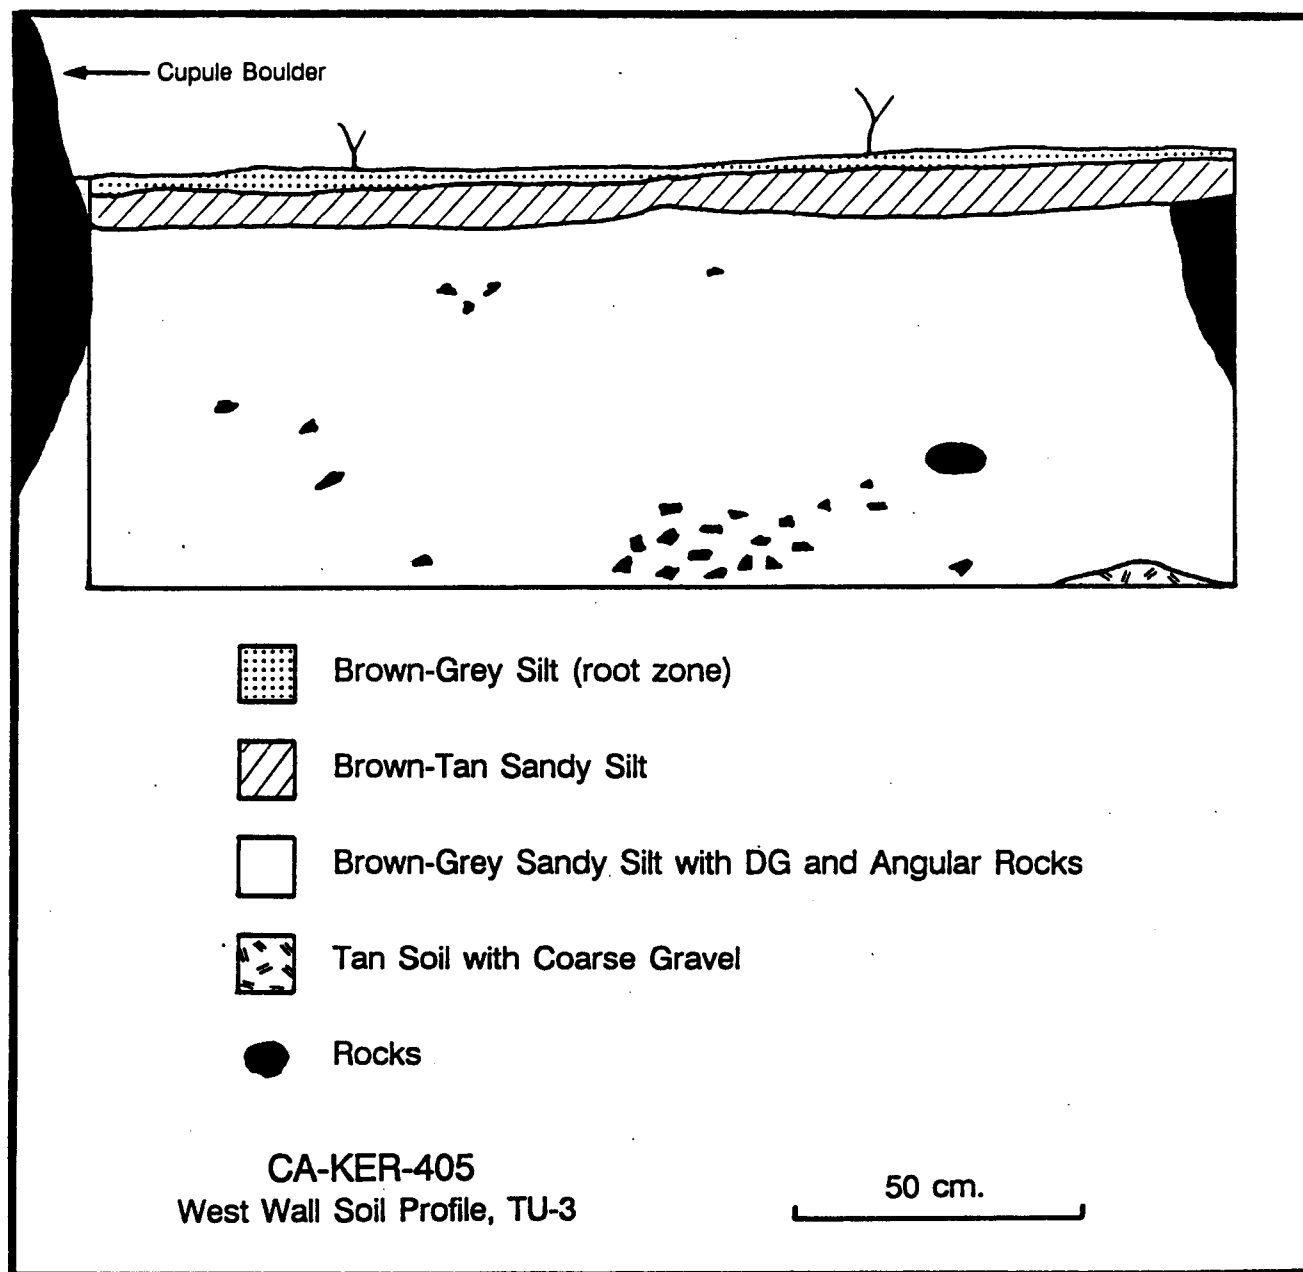 Cupule Boulder
Brown-Grey Silt (root zone)
Brown-Tan Sandy Silt
Brown-Grey Sandy Silt with DG and Angular Rocks
Tan Soil with Coarse Gravel
Rocks
CA-KER-405
West Wall Soil Profile, TU-3
50 cm.